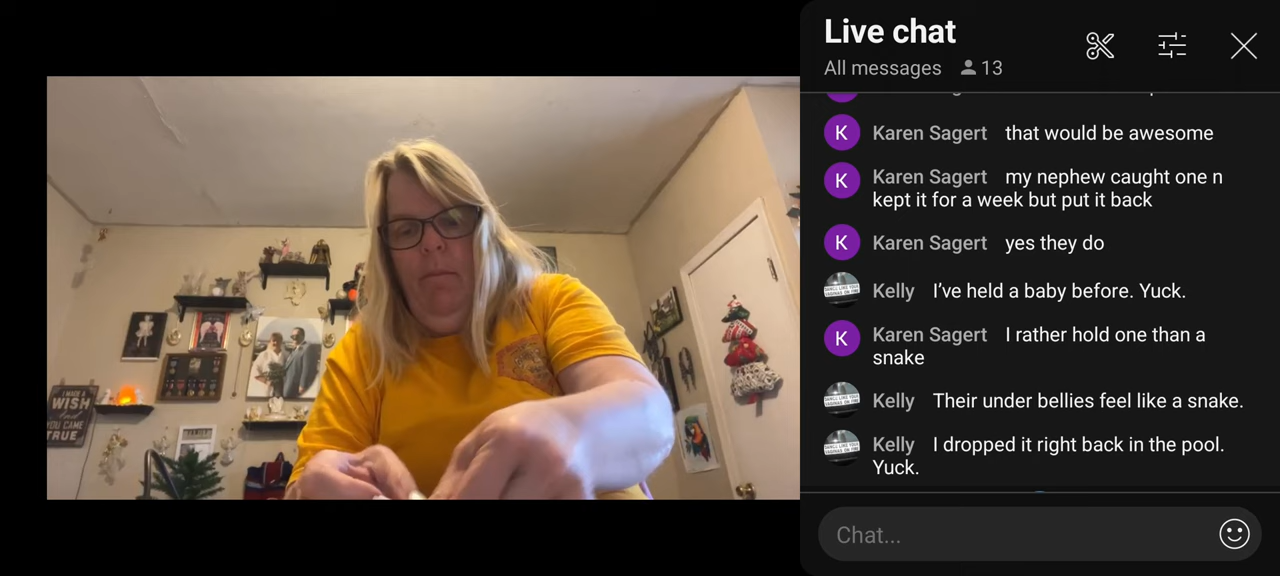 Live chat
All messages 13
K Karen Sagert that would be awesome
K Karen Sagert my nephew caught one n
kept it for a week but put it back
K Karen Sagert yes they do
Kelly I've held a baby before. Yuck.
K Karen Sagert I rather hold one than a
snake
Kelly Their under bellies feel like a snake.
Kelly I dropped it right back in the pool.
Yuck.
Chat...
I MADE A
WISH
and
YOU CAME
TRUE